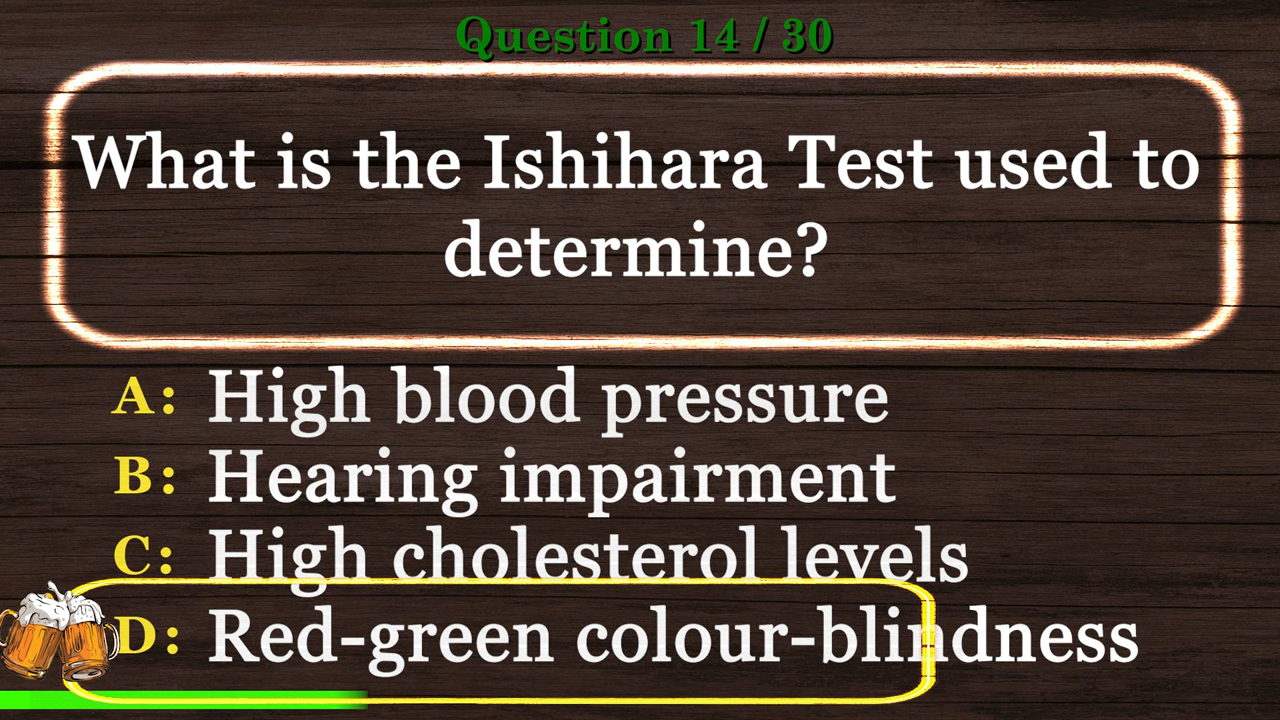 Question 14 / 30
What is the Ishihara Test used to
determine?
A: High blood pressure
B: Hearing impairment
C: High cholesterol levels
D: Red-green colour-blindness